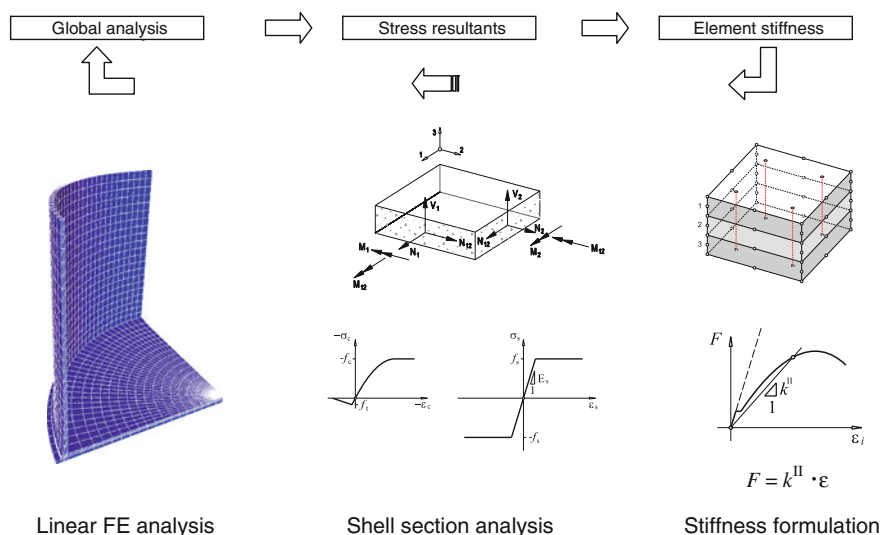 Global analysis
Stress resultants
Element stiffness
3
1
2
V1
V2
N12
N1
N12
N2
M1
M12
M2
M12
1
2
3
−σc
-fc
ft
−εc
σs
fs
Es
1
εs
-fs
F
kII
1
εi
F = kII · ε
Linear FE analysis
Shell section analysis
Stiffness formulation